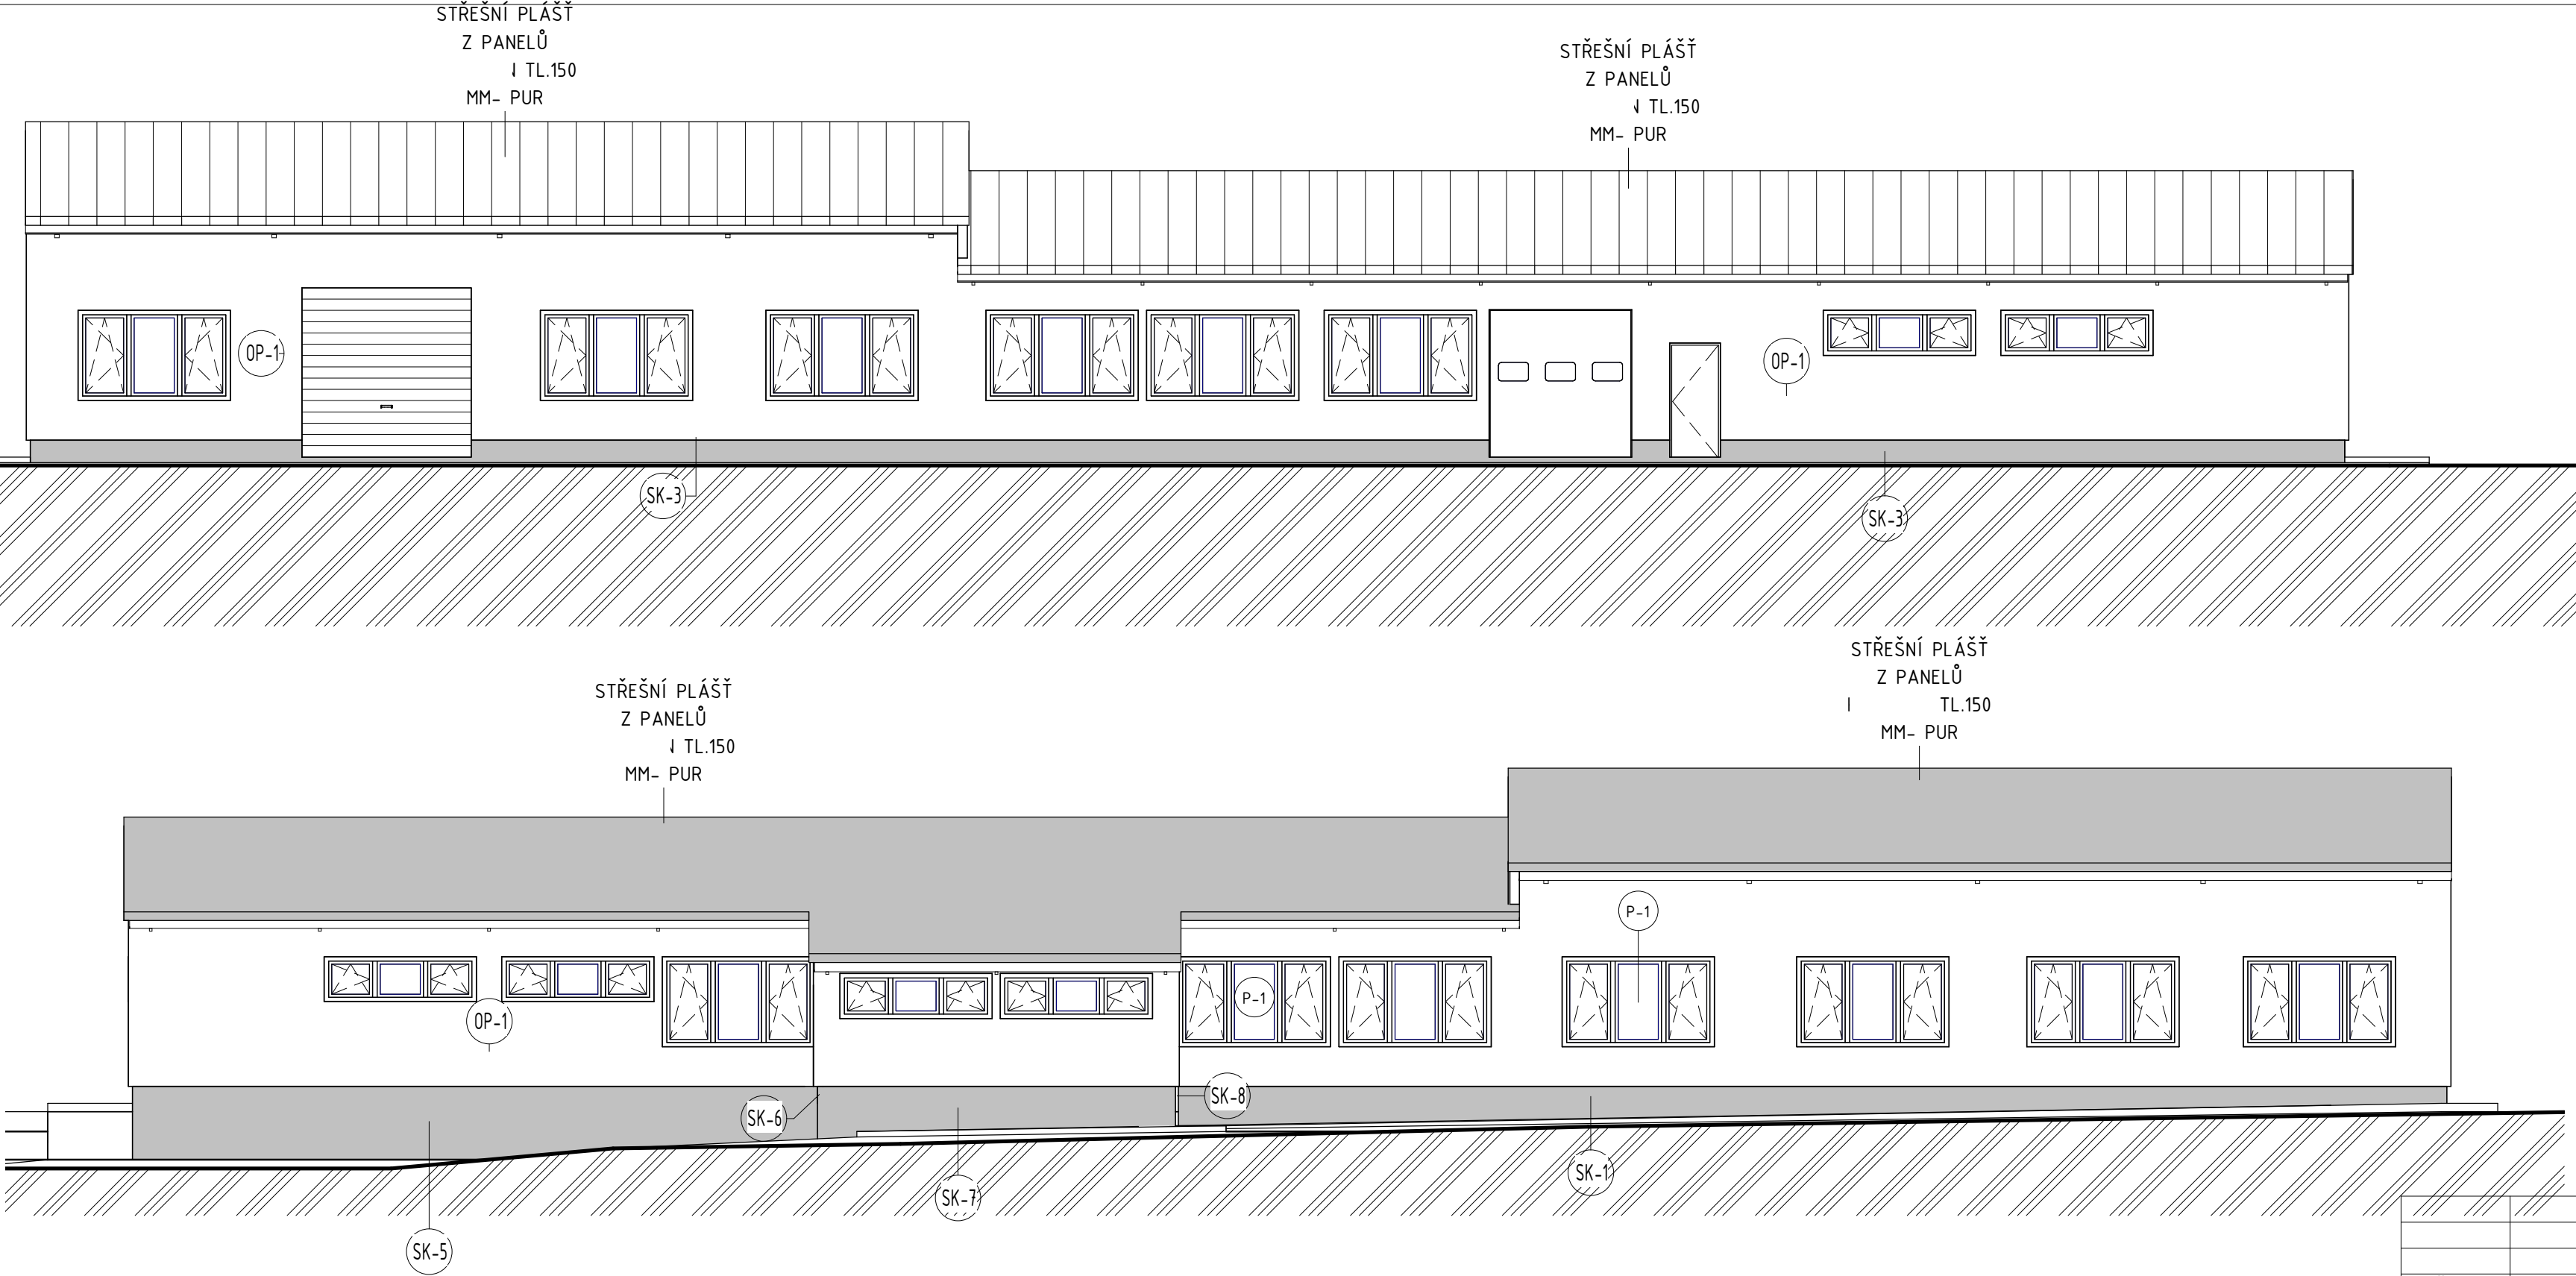 STŘEŠNÍ PLÁŠŤ
Z PANELŮ
TL.150
MM- PUR
STŘEŠNÍ PLÁŠŤ
Z PANELŮ
TL.150
MM- PUR
OP-1
OP-1
SK-3
SK-3
STŘEŠNÍ PLÁŠŤ
Z PANELŮ
TL.150
MM- PUR
STŘEŠNÍ PLÁŠŤ
Z PANELŮ
TL.150
MM- PUR
P-1
P-1
OP-1
SK-6
SK-8
SK-7
SK-1
SK-5